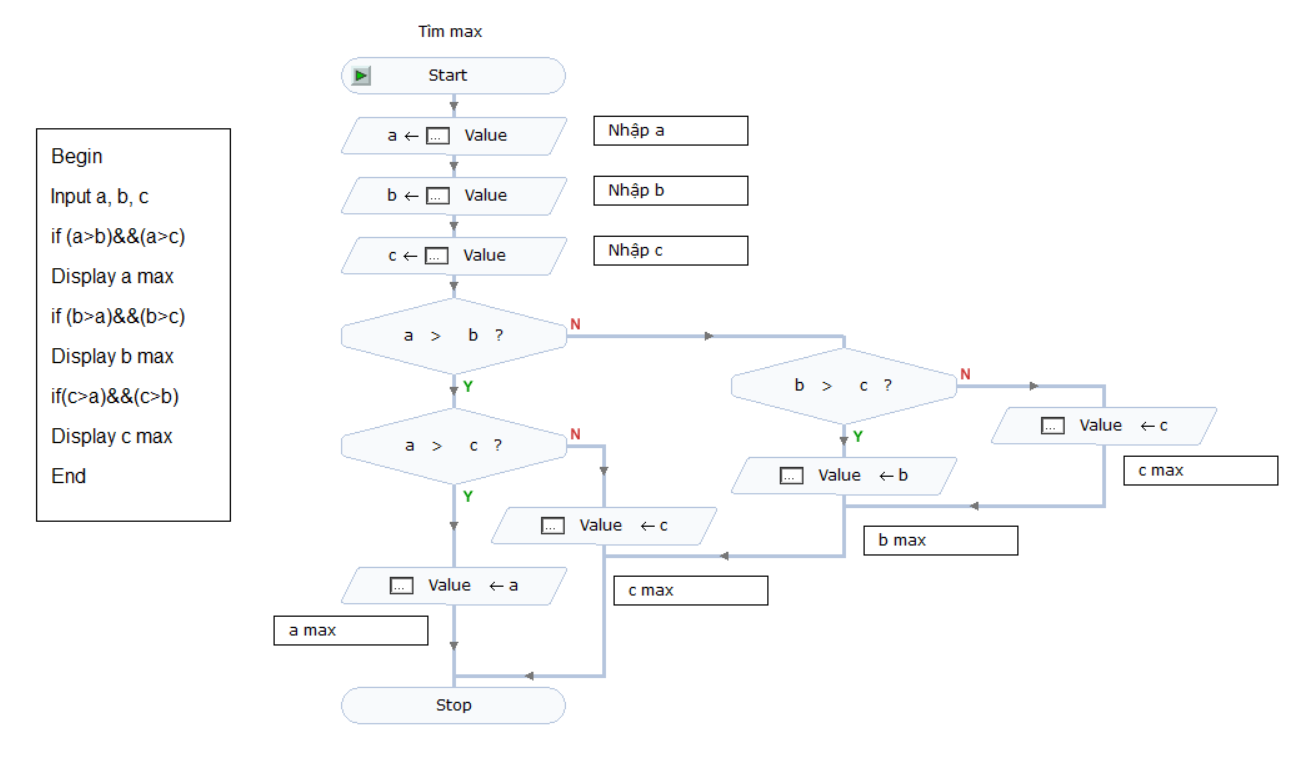 Tìm max
Start
a ← ... Value
Nhập a
b ← ... Value
Nhập b
c ← ... Value
Nhập c
Begin
Input a, b, c
if (a>b)&&(a>c)
Display a max
if (b>a)&&(b>c)
Display b max
if(c>a)&&(c>b)
Display c max
End
a > b ?
N
Y
b > c ?
N
Y
... Value ← c
c max
... Value ← b
b max
a > c ?
N
Y
... Value ← c
c max
... Value ← a
a max
Stop